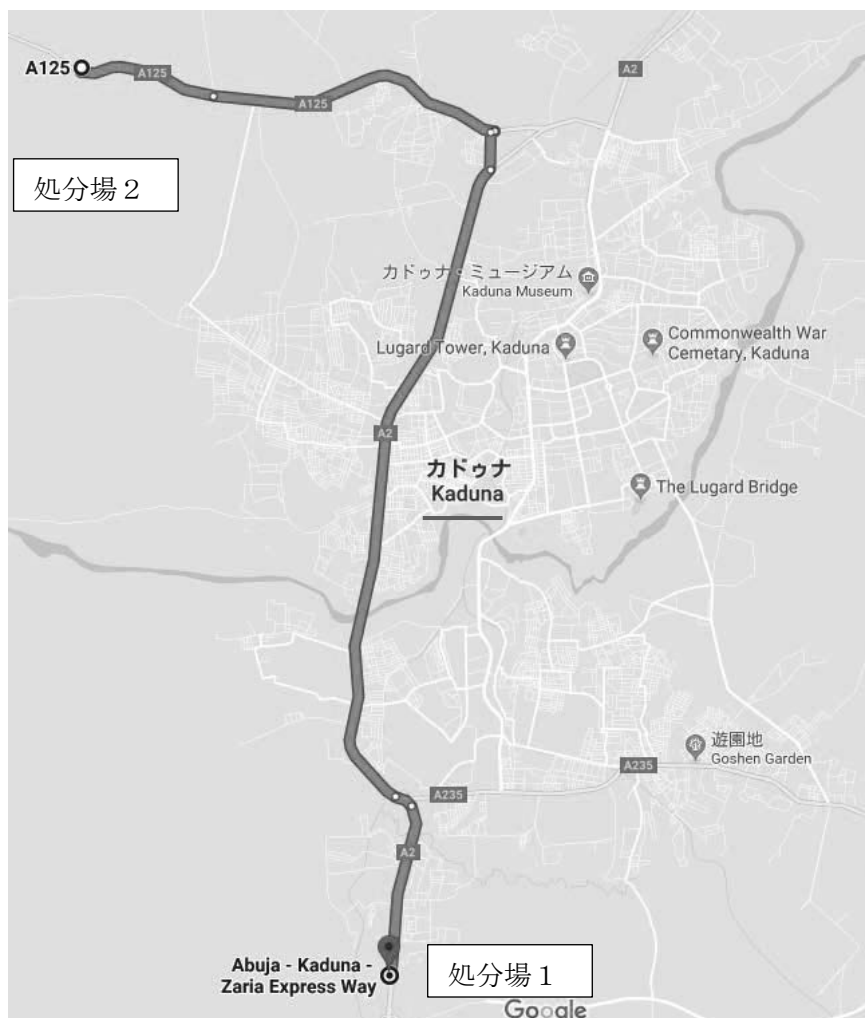 A125
A125
A125
A2
処分場２
カドゥナ・ミュージアム
Kaduna Museum
Lugard Tower, Kaduna
Commonwealth War
Cemetary, Kaduna
A2
カドゥナ
Kaduna
The Lugard Bridge
遊園地
Goshen Garden
A235
A235
A2
Abuja - Kaduna -
Zaria Express Way
処分場１
Google